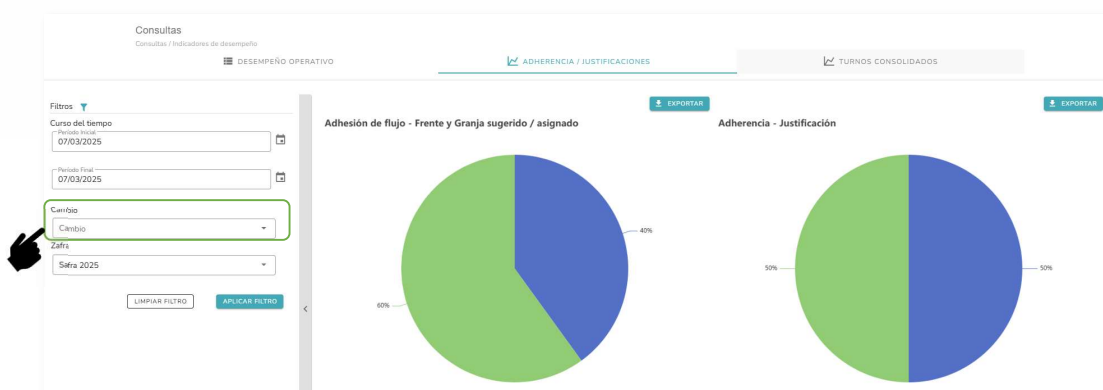 Consultas
Consultas / Indicadores de desempeño
DESEMPEÑO OPERATIVO
ADHERENCIA / JUSTIFICACIONES
TURNOS CONSOLIDADOS
Filtros
Curso del tiempo
Período Inicial
07/03/2025
Período Final
07/03/2025
Cambio
Cambio
Zafra
Safra 2025
LIMPIAR FILTRO
APLICAR FILTRO
EXPORTAR
Adhesión de flujo - Frente y Granja sugerido / asignado
40%
60%
EXPORTAR
Adherencia - Justificación
50%
50%